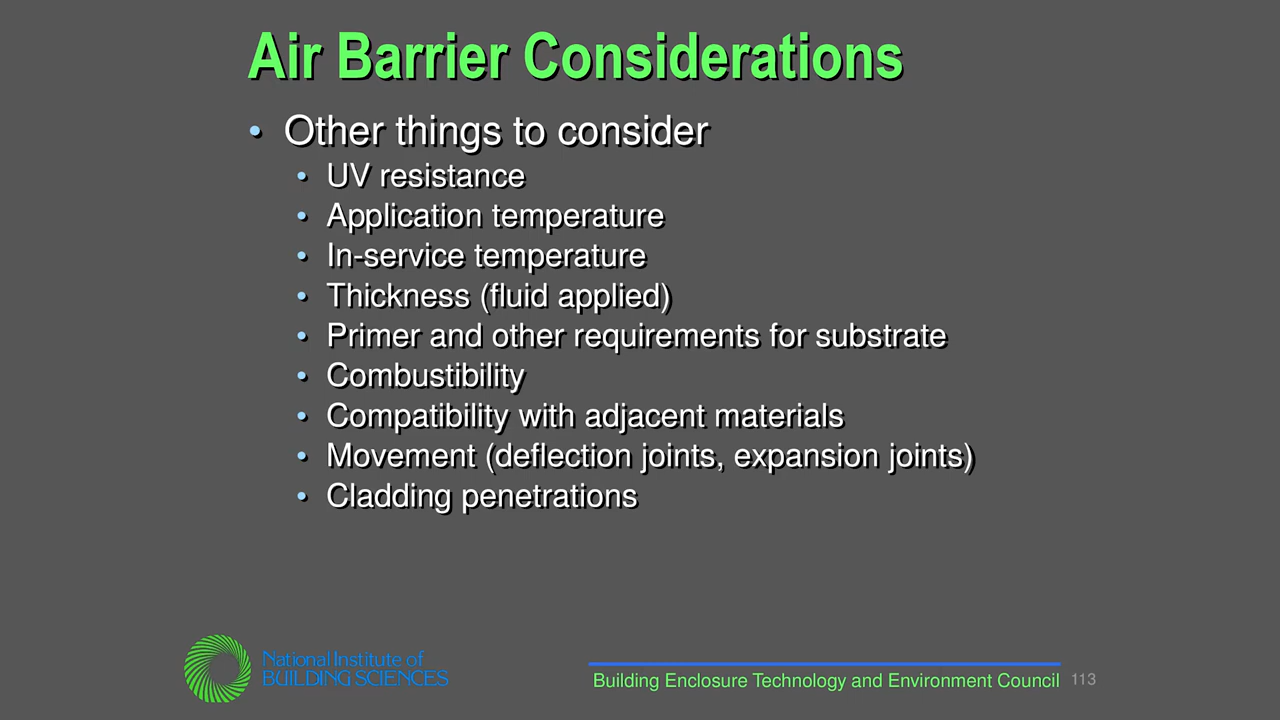 Air Barrier Considerations
• Other things to consider
• UV resistance
• Application temperature
• In-service temperature
• Thickness (fluid applied)
• Primer and other requirements for substrate
• Combustibility
• Compatibility with adjacent materials
• Movement (deflection joints, expansion joints)
• Cladding penetrations
National Institute of
BUILDING SCIENCES
Building Enclosure Technology and Environment Council 113